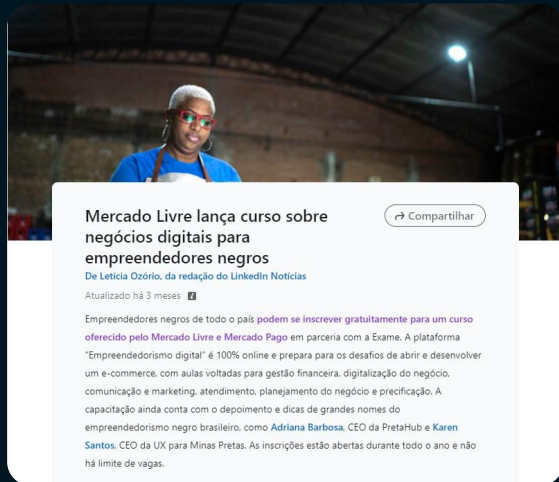 Mercado Livre lança curso sobre
negócios digitais para
empreendedores negros
Compartilhar
De Letícia Ozório, da redação do LinkedIn Notícias
Atualizado há 3 meses
Empreendedores negros de todo o país podem se inscrever gratuitamente para um curso
oferecido pelo Mercado Livre e Mercado Pago em parceria com a Exame. A plataforma
"Empreendedorismo digital" é 100% online e prepara para os desafios de abrir e desenvolver
um e-commerce, com aulas voltadas para gestão financeira, digitalização do negócio,
comunicação e marketing, atendimento, planejamento do negócio e precificação. A
capacitação ainda conta com o depoimento e dicas de grandes nomes do
empreendedorismo negro brasileiro, como Adriana Barbosa, CEO da PretaHub e Karen
Santos, CEO da UX para Minas Pretas. As inscrições estão abertas durante todo o ano e não
há limite de vagas.